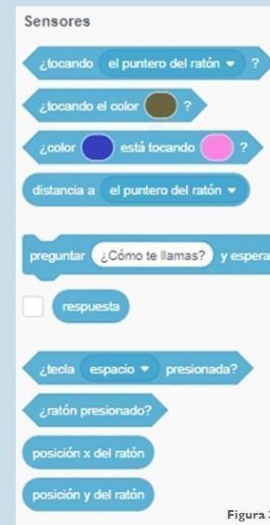 Sensores
¿tocando el puntero del ratón ?
¿tocando el color ?
¿color está tocando ?
distancia a el puntero del ratón
preguntar ¿Cómo te llamas? y espera
respuesta
¿tecla espacio presionada?
¿ratón presionado?
posición x del ratón
posición y del ratón
Figura